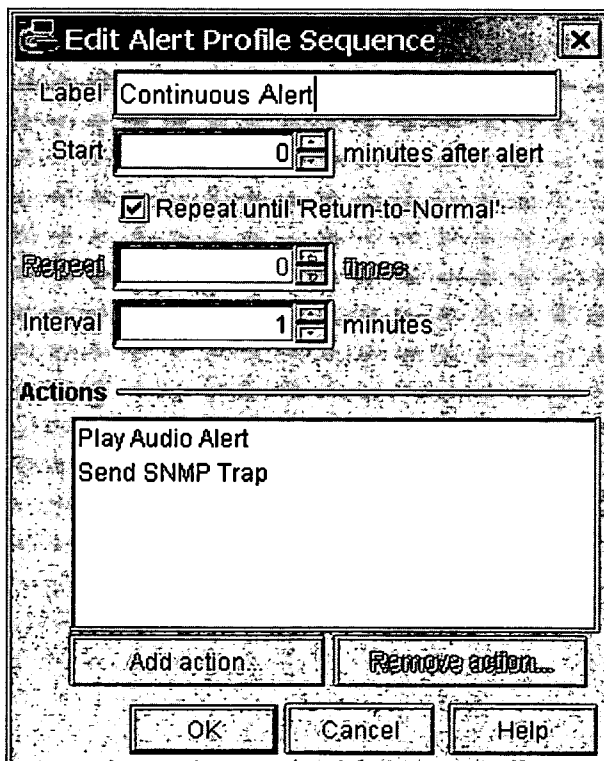 Edit Alert Profile Sequence
Label Continuous Alert
Start 0 minutes after alert
Repeat until 'Return-to-Normal'
Repeat 0 times
Interval 1 minutes
Actions
Play Audio Alert
Send SNMP Trap
Add action... Remove action...
OK Cancel Help